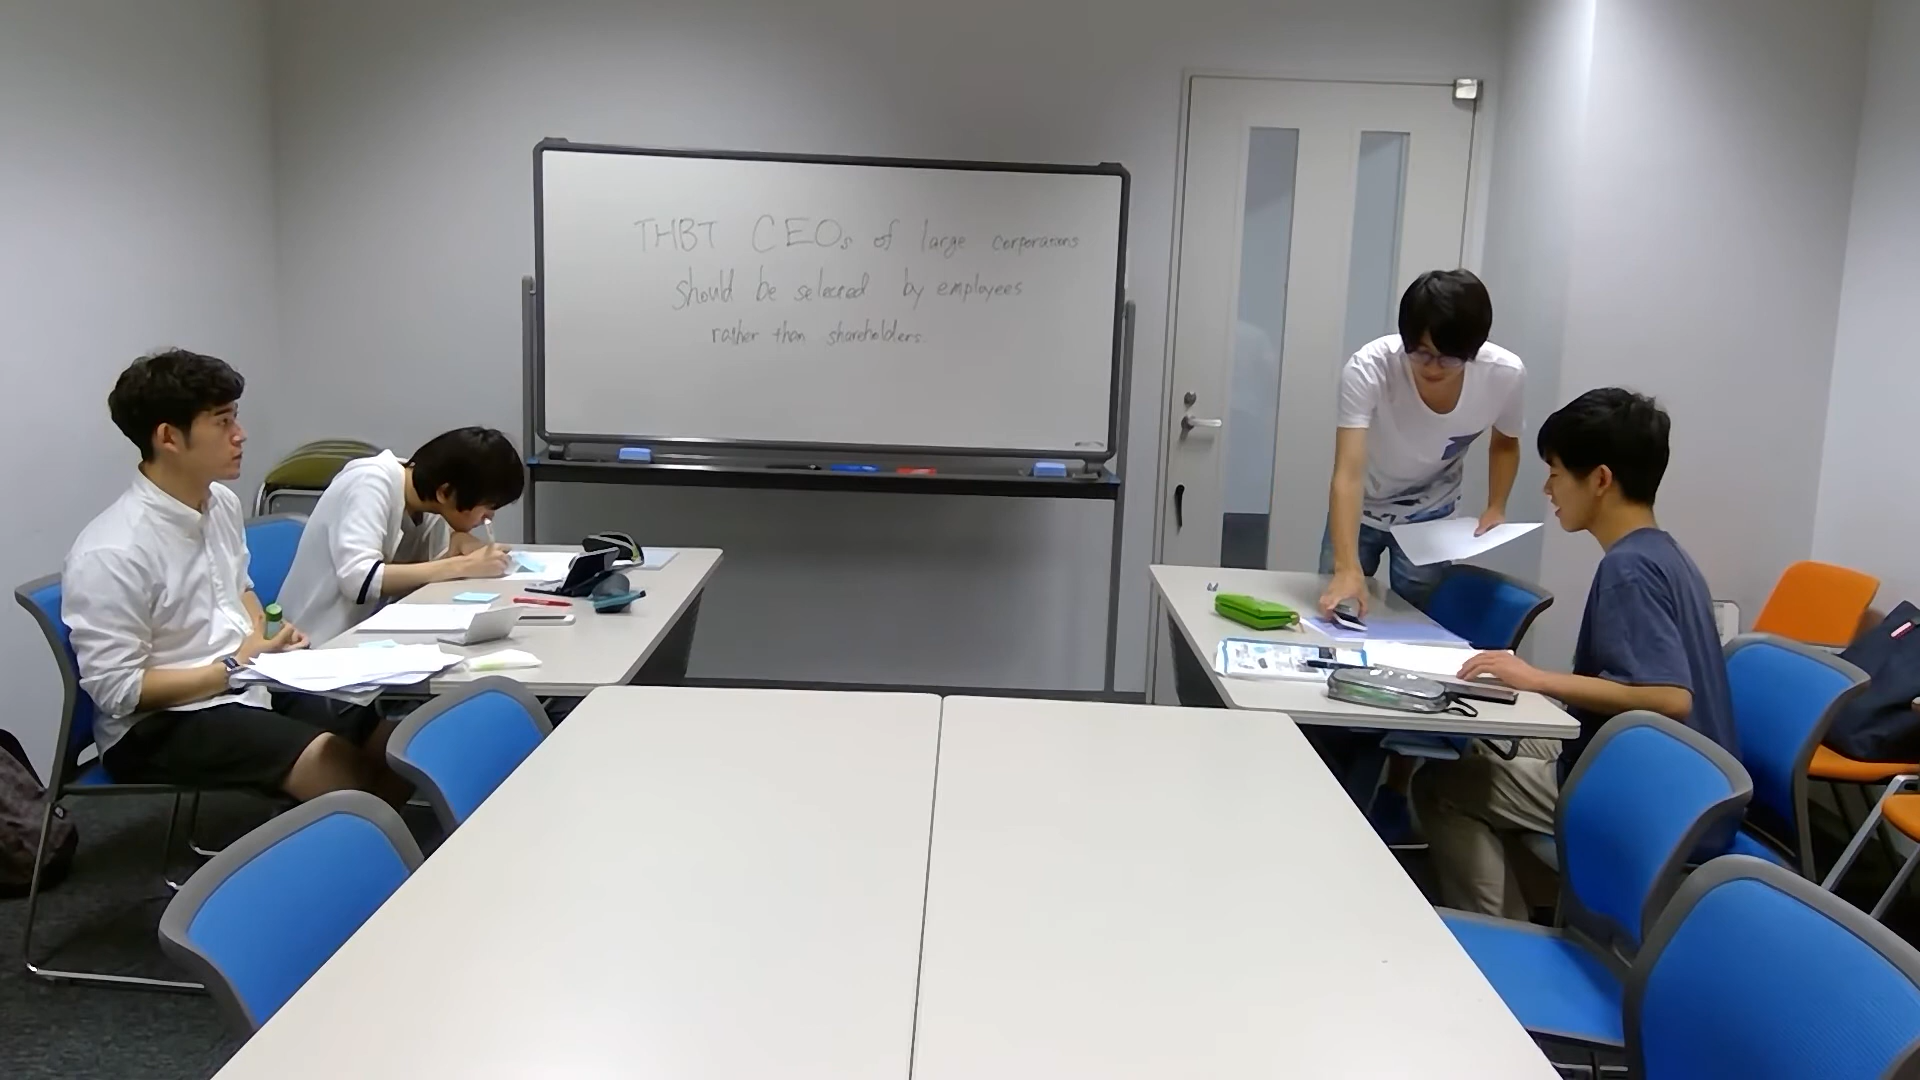 THBT CEOs of large corporations
should be selected by employees
rather than shareholders.